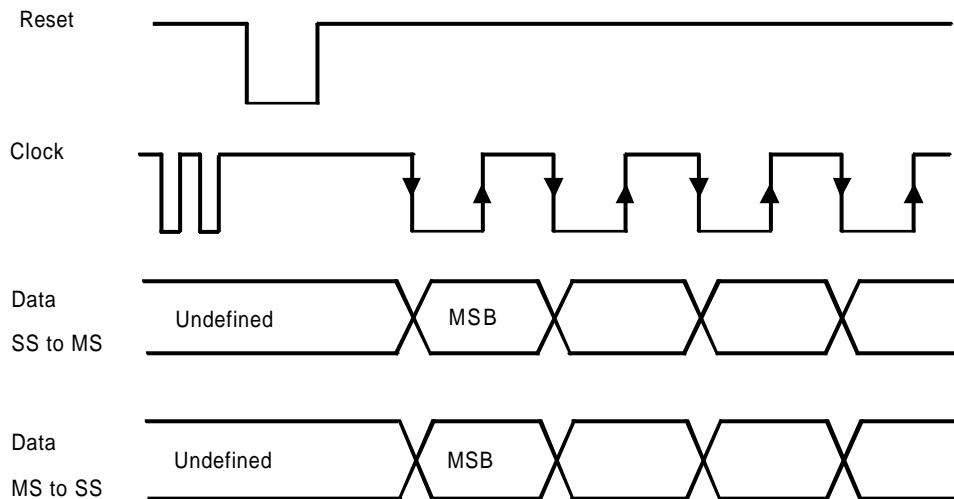 Reset
Clock
Data
SS to MS
Undefined
MSB
Data
MS to SS
Undefined
MSB